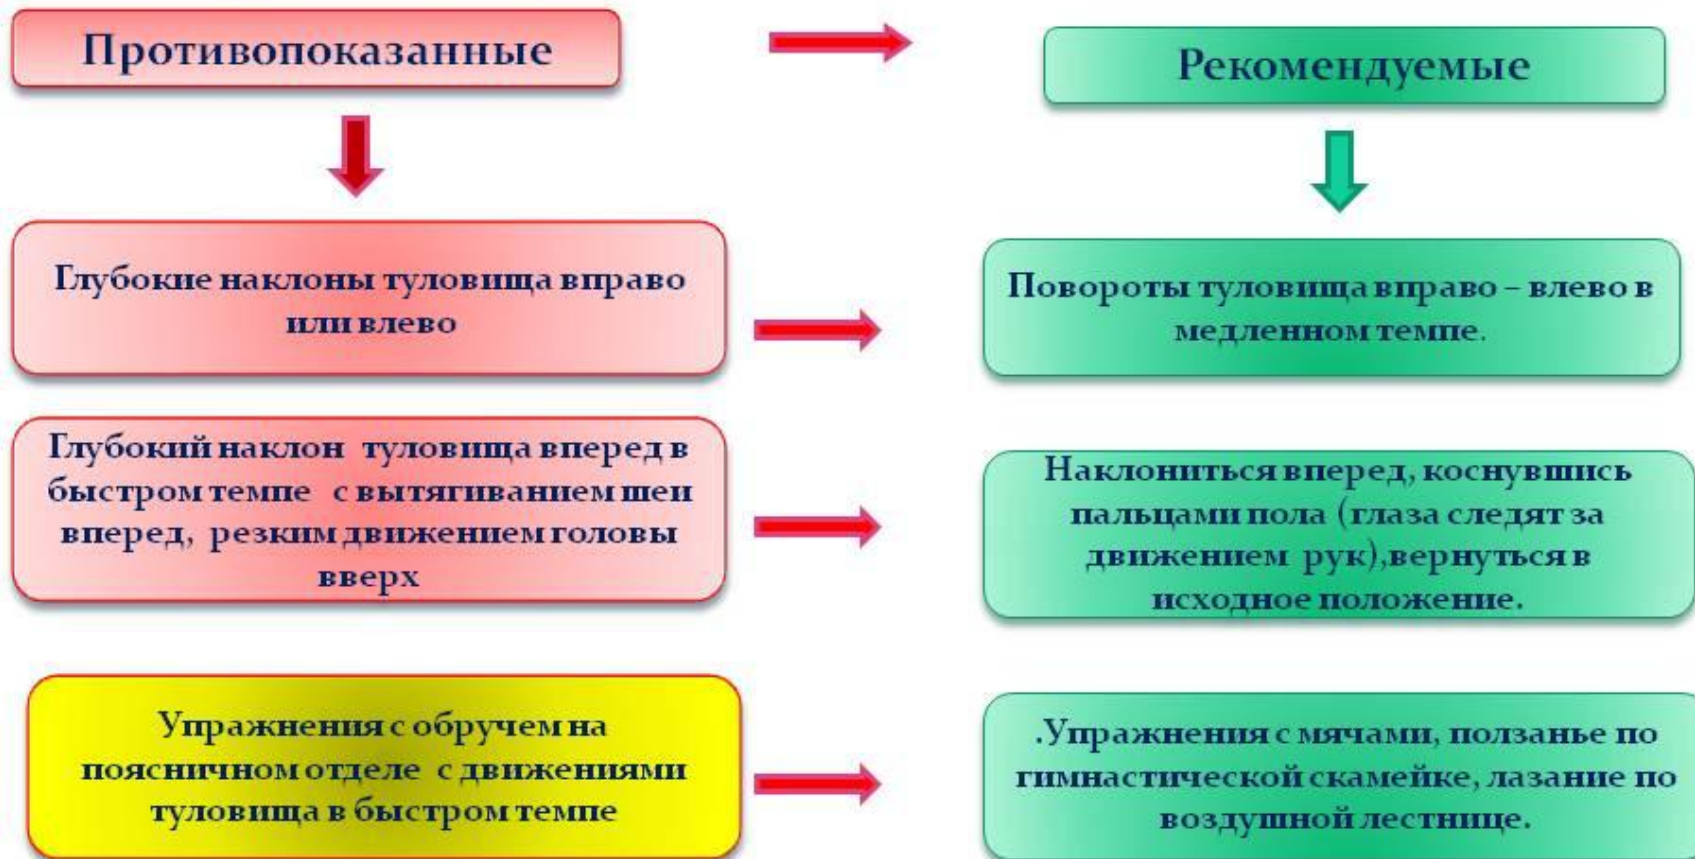 Противопоказанные
Рекомендуемые
Глубокие наклоны туловища вправо
или влево
Повороты туловища вправо – влево в
медленном темпе.
Глубокий наклон туловища вперед в
быстром темпе с вытягиванием шеи
вперед, резким движением головы
вверх
Наклониться вперед, коснувшись
пальцами пола (глаза следят за
движением рук),вернуться в
исходное положение.
Упражнения с обручем на
поясничном отделе с движениями
туловища в быстром темпе
.Упражнения с мячами, ползанье по
гимнастической скамейке, лазание по
воздушной лестнице.